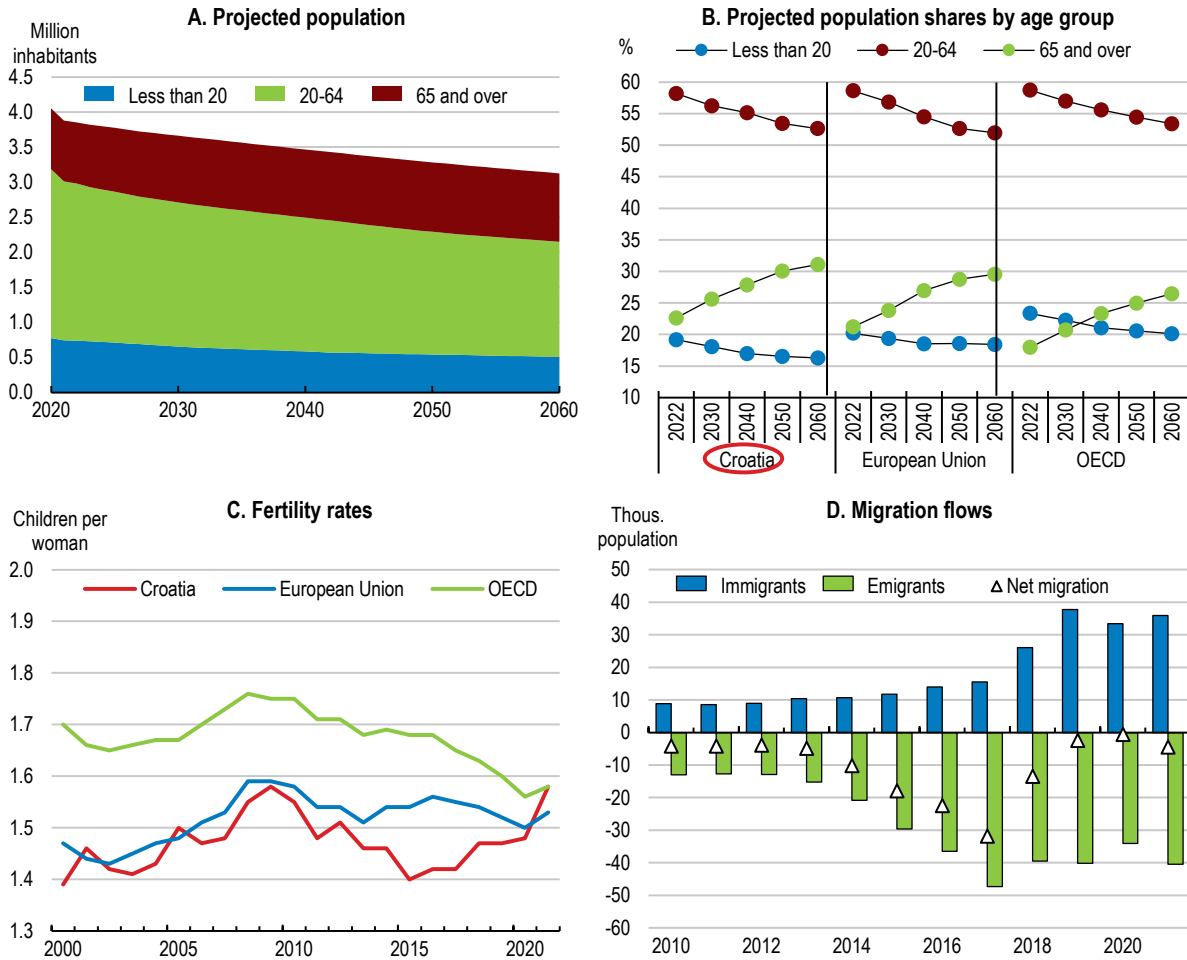 A. Projected population
Million
inhabitants
Less than 20 20-64 65 and over
4.5
4.0
3.5
3.0
2.5
2.0
1.5
1.0
0.5
0.0
2020 2030 2040 2050 2060
B. Projected population shares by age group
%
Less than 20 20-64 65 and over
60
55
50
45
40
35
30
25
20
15
10
2022 2030 2040 2050 2060 2022 2030 2040 2050 2060 2022 2030 2040 2050 2060
Croatia European Union OECD
C. Fertility rates
Children per
woman
2.0
Croatia European Union OECD
1.9
1.8
1.7
1.6
1.5
1.4
1.3
2000 2005 2010 2015 2020
D. Migration flows
Thous.
population
50
Immigrants Emigrants Net migration
40
30
20
10
0
-10
-20
-30
-40
-50
-60
2010 2012 2014 2016 2018 2020